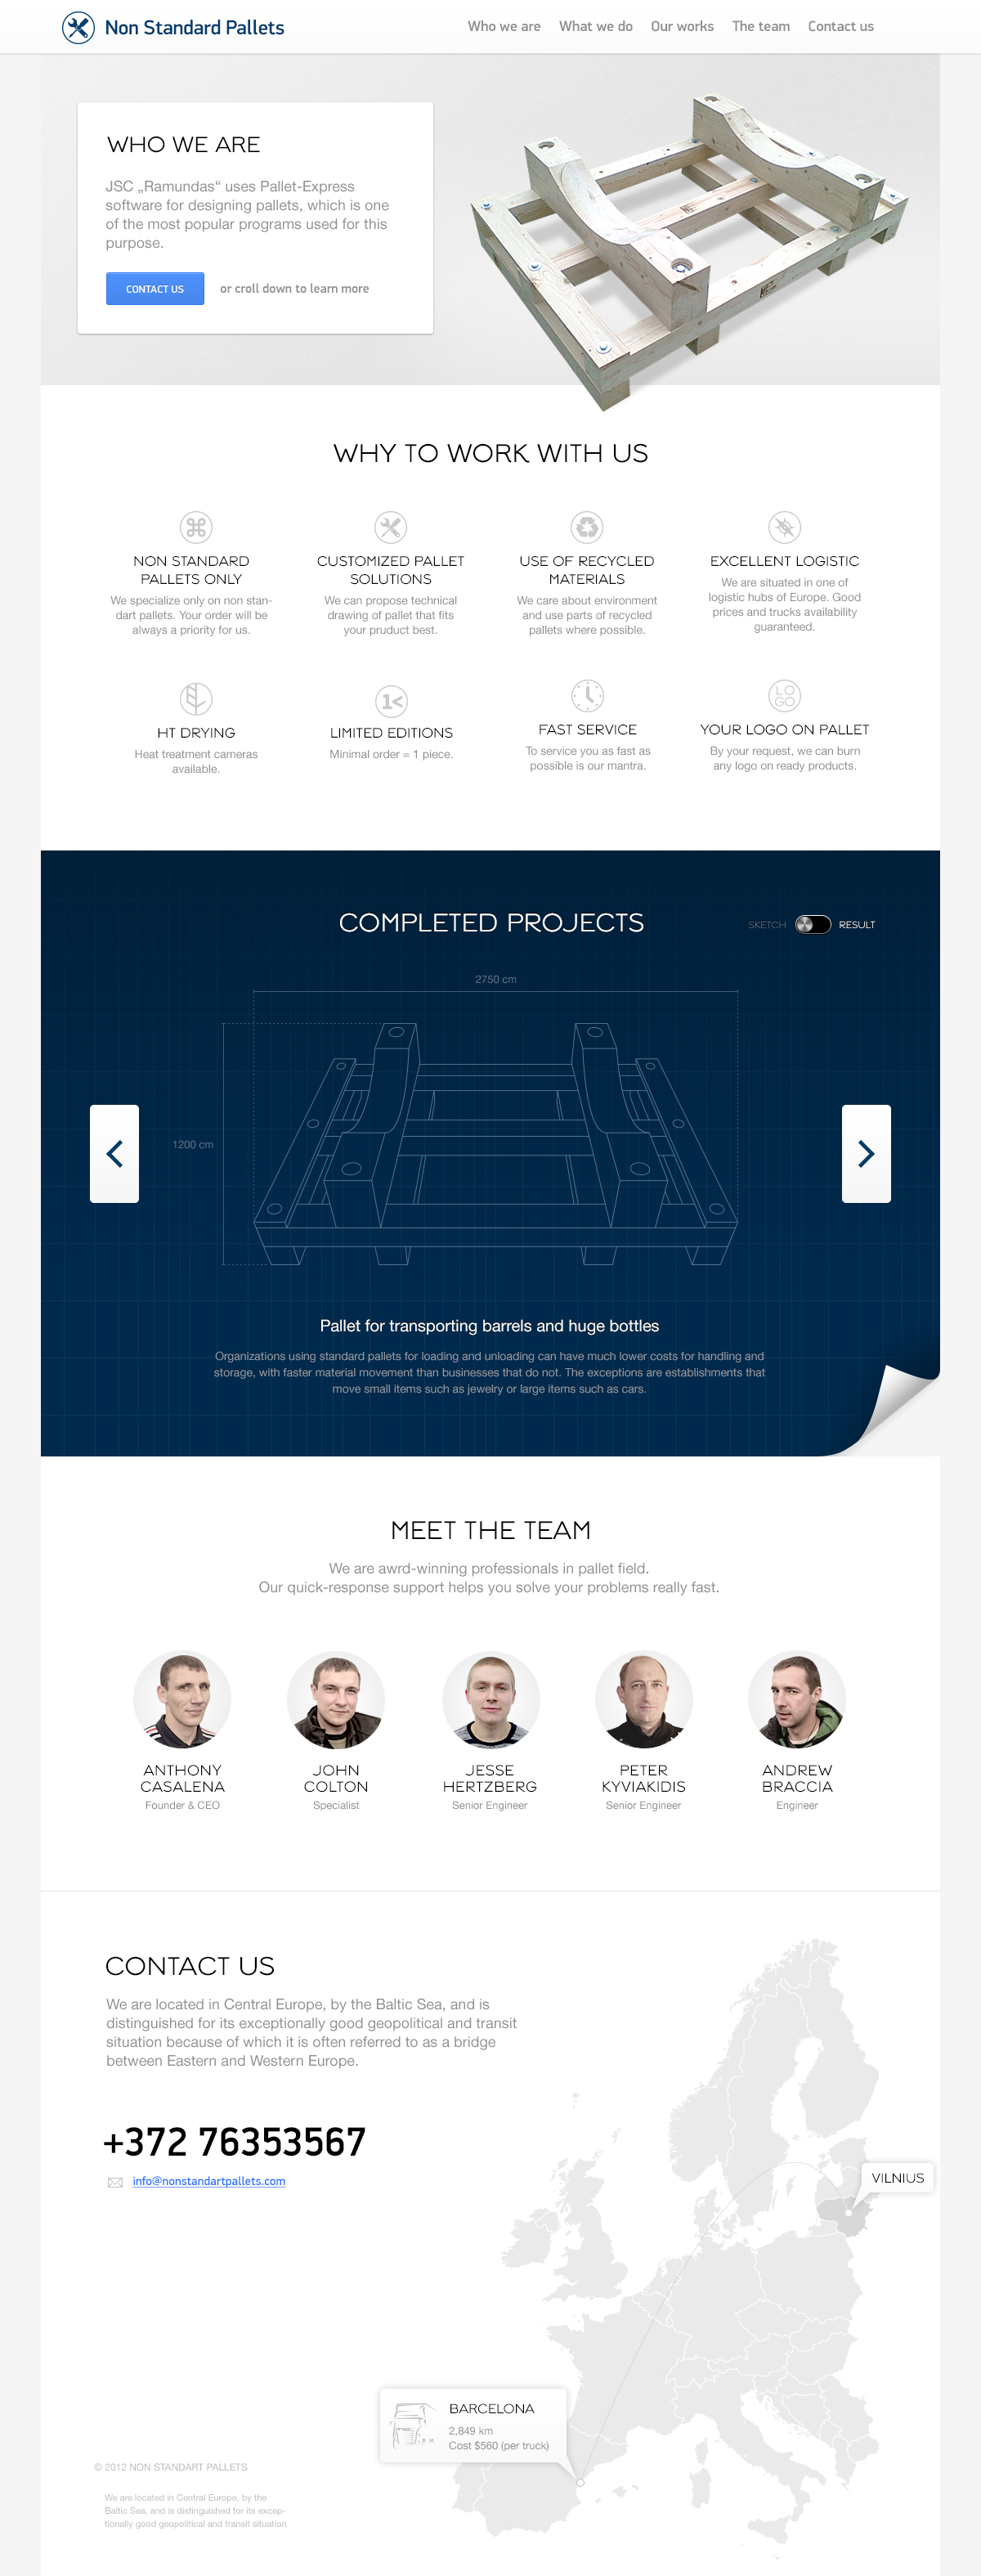 Non Standard Pallets
Who we are What we do Our works The team Contact us
WHO WE ARE
JSC „Ramundas“ uses Pallet-Express
software for designing pallets, which is one
of the most popular programs used for this
purpose.
CONTACT US or croll down to learn more
WHY TO WORK WITH US
NON STANDARD
PALLETS ONLY
We specialize only on non stan-
dart pallets. Your order will be
always a priority for us.
CUSTOMIZED PALLET
SOLUTIONS
We can propose technical
drawing of pallet that fits
your pruduct best.
USE OF RECYCLED
MATERIALS
We care about environment
and use parts of recycled
pallets where possible.
EXCELLENT LOGISTIC
We are situated in one of
logistic hubs of Europe. Good
prices and trucks availability
guaranteed.
HT DRYING
Heat treatment cameras
available.
1<
LIMITED EDITIONS
Minimal order = 1 piece.
FAST SERVICE
To service you as fast as
possible is our mantra.
LO
GO
YOUR LOGO ON PALLET
By your request, we can burn
any logo on ready products.
COMPLETED PROJECTS
SKETCH RESULT
2750 cm
1200 cm
Pallet for transporting barrels and huge bottles
Organizations using standard pallets for loading and unloading can have much lower costs for handling and
storage, with faster material movement than businesses that do not. The exceptions are establishments that
move small items such as jewelry or large items such as cars.
MEET THE TEAM
We are awrd-winning professionals in pallet field.
Our quick-response support helps you solve your problems really fast.
ANTHONY
CASALENA
Founder & CEO
JOHN
COLTON
Specialist
JESSE
HERTZBERG
Senior Engineer
PETER
KYVIAKIDIS
Senior Engineer
ANDREW
BRACCIA
Engineer
CONTACT US
We are located in Central Europe, by the Baltic Sea, and is
distinguished for its exceptionally good geopolitical and transit
situation because of which it is often referred to as a bridge
between Eastern and Western Europe.
+372 76353567
info@nonstandartpallets.com
VILNIUS
BARCELONA
2,849 km
Cost $560 (per truck)
© 2012 NON STANDART PALLETS
We are located in Central Europe, by the
Baltic Sea, and is distinguished for its excep-
tionally good geopolitical and transit situation